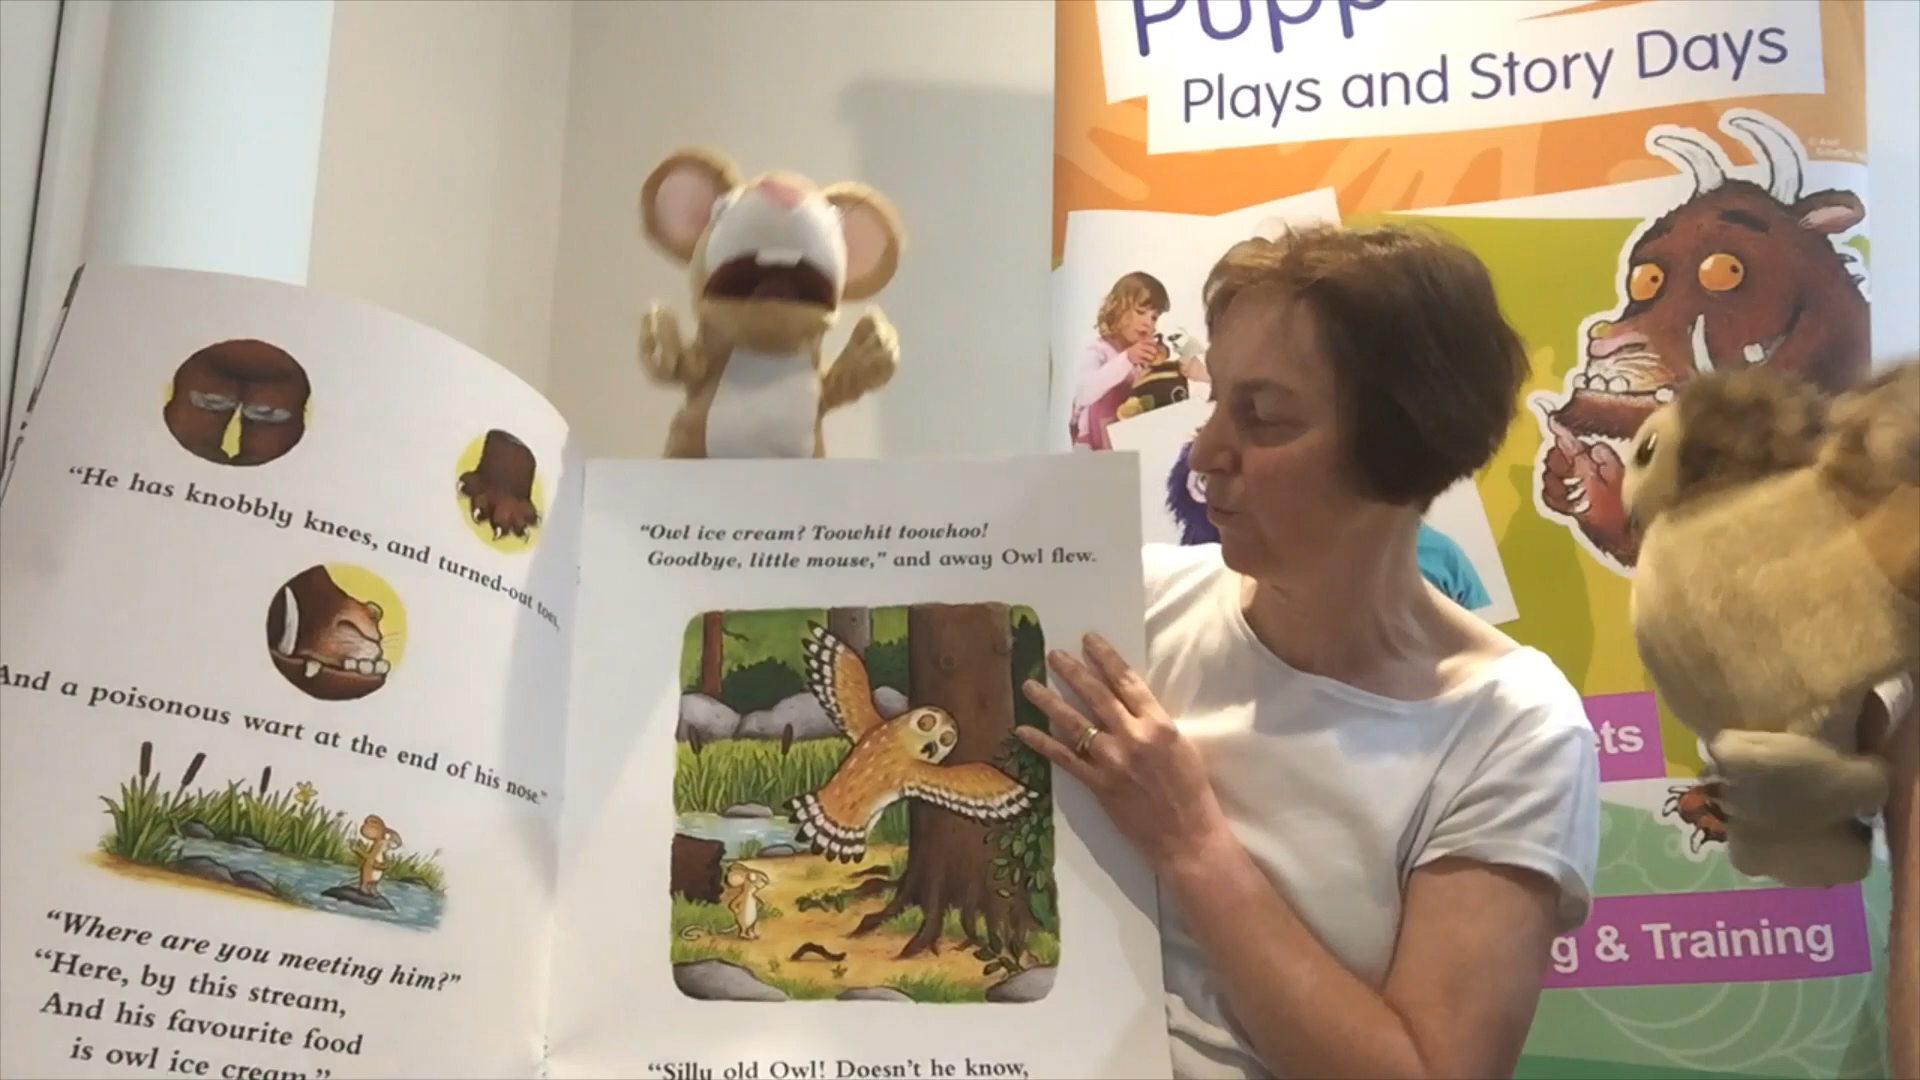 "He has knobbly knees, and turned-out toes,
And a poisonous wart at the end of his nose."
"Where are you meeting him?"
"Here, by this stream,
And his favourite food
is owl ice cream."
"Owl ice cream? Toowhit toowhoo!
Goodbye, little mouse," and away Owl flew.
"Silly old Owl! Doesn't he know,
Plays and Story Days
& Training